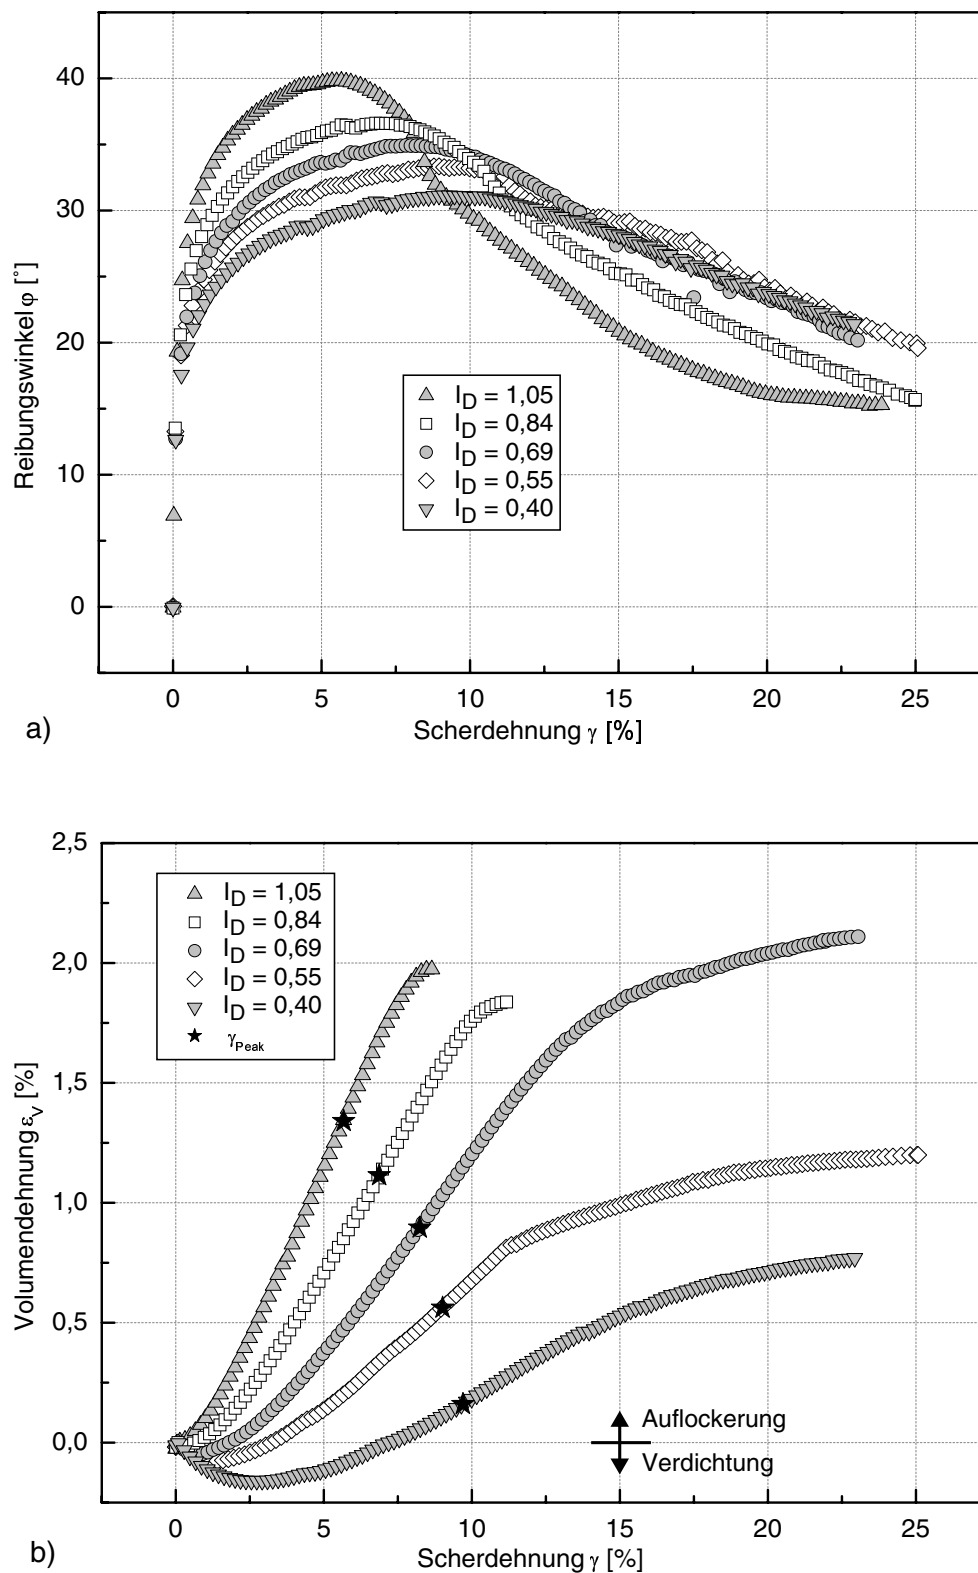 40
30
20
10
0
Reibungswinkel φ [°]
I_D = 1,05
I_D = 0,84
I_D = 0,69
I_D = 0,55
I_D = 0,40
0 5 10 15 20 25
Scherdehnung γ [%]
a)
2,5
2,0
1,5
1,0
0,5
0,0
Volumendehnung ε_V [%]
I_D = 1,05
I_D = 0,84
I_D = 0,69
I_D = 0,55
I_D = 0,40
γ_Peak
Auflockerung
Verdichtung
0 5 10 15 20 25
Scherdehnung γ [%]
b)